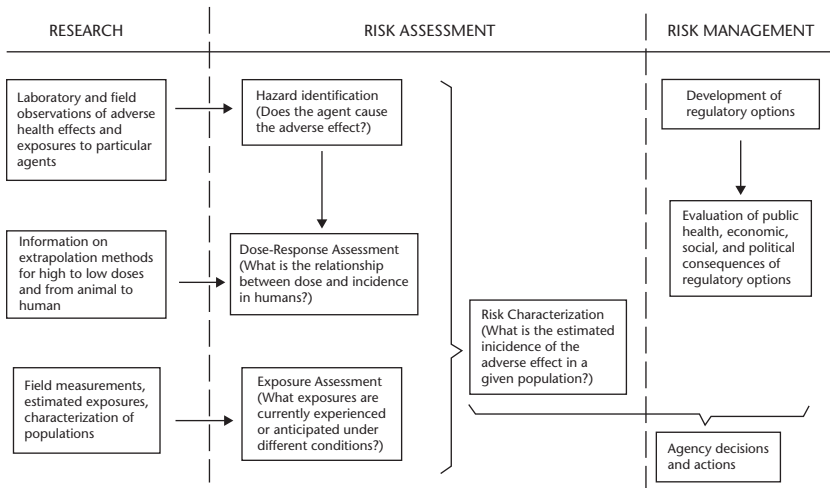 RESEARCH
RISK ASSESSMENT
RISK MANAGEMENT
Laboratory and field
observations of adverse
health effects and
exposures to particular
agents
Hazard identification
(Does the agent cause
the adverse effect?)
Development of
regulatory options
Information on
extrapolation methods
for high to low doses
and from animal to
human
Dose-Response Assessment
(What is the relationship
between dose and incidence
in humans?)
Evaluation of public
health, economic,
social, and political
consequences of
regulatory options
Risk Characterization
(What is the estimated
inicidence of the
adverse effect in a
given population?)
Field measurements,
estimated exposures,
characterization of
populations
Exposure Assessment
(What exposures are
currently experienced
or anticipated under
different conditions?)
Agency decisions
and actions